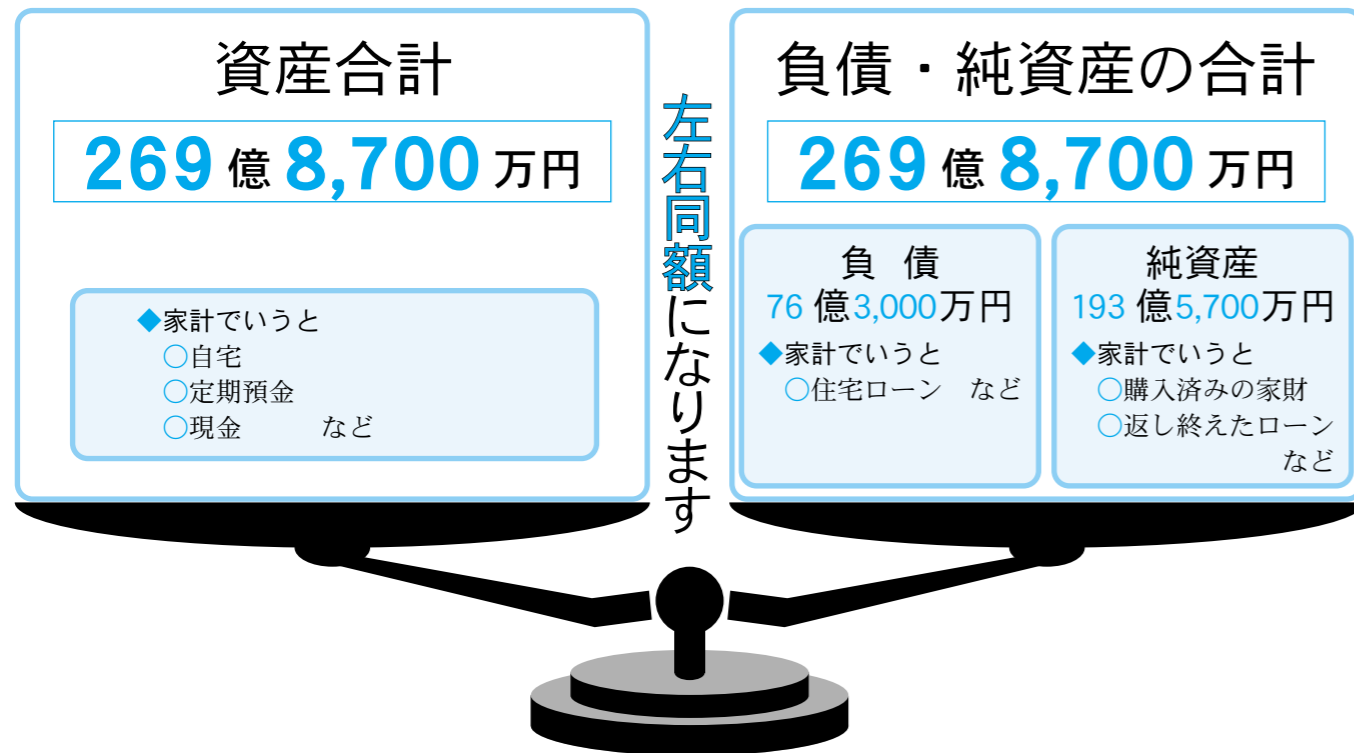 資産合計
269億8,700万円
◆家計でいうと
○自宅
○定期預金
○現金　　　など
左右同額になります
負債・純資産の合計
269億8,700万円
負 債
76億3,000万円
◆家計でいうと
○住宅ローン　など
純資産
193億5,700万円
◆家計でいうと
○購入済みの家財
○返し終えたローン
など